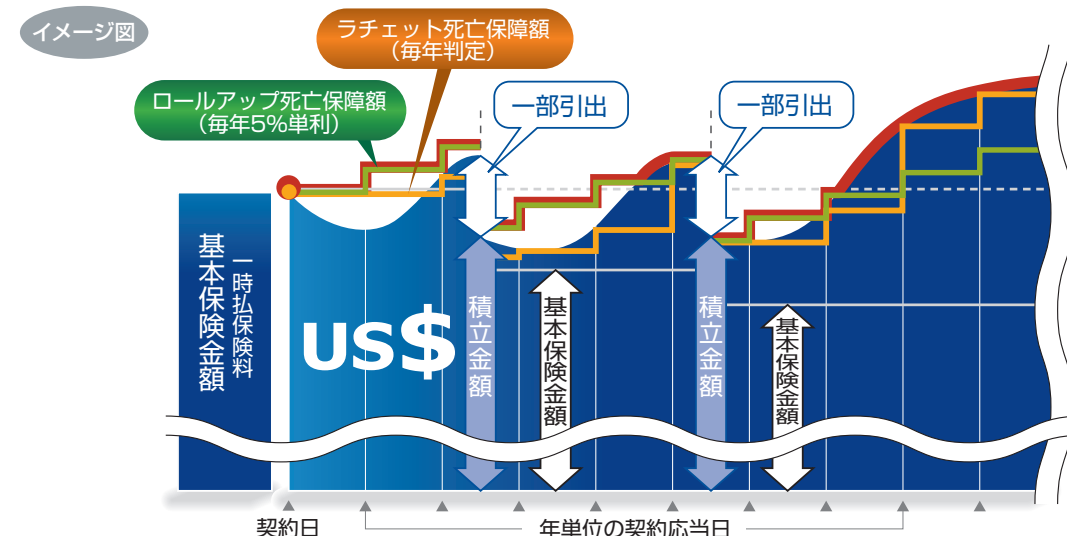 イメージ図
ラチェット死亡保障額
（毎年判定）
ロールアップ死亡保障額
（毎年5%単利）
一部引出
一部引出
基本保険金額
一時払保険料
US$
積立金額
基本保険金額
積立金額
基本保険金額
契約日
年単位の契約応当日